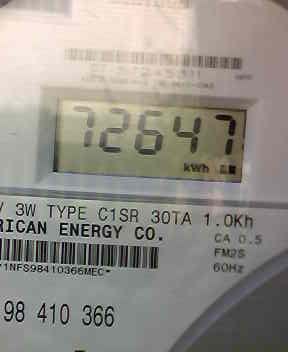 72647
kWh
V 3W TYPE C1SR 30TA 1.0Kh
RICAN ENERGY CO.
CA 0.5
FM2S
60Hz
*1NFS98410366MEC*
98 410 366